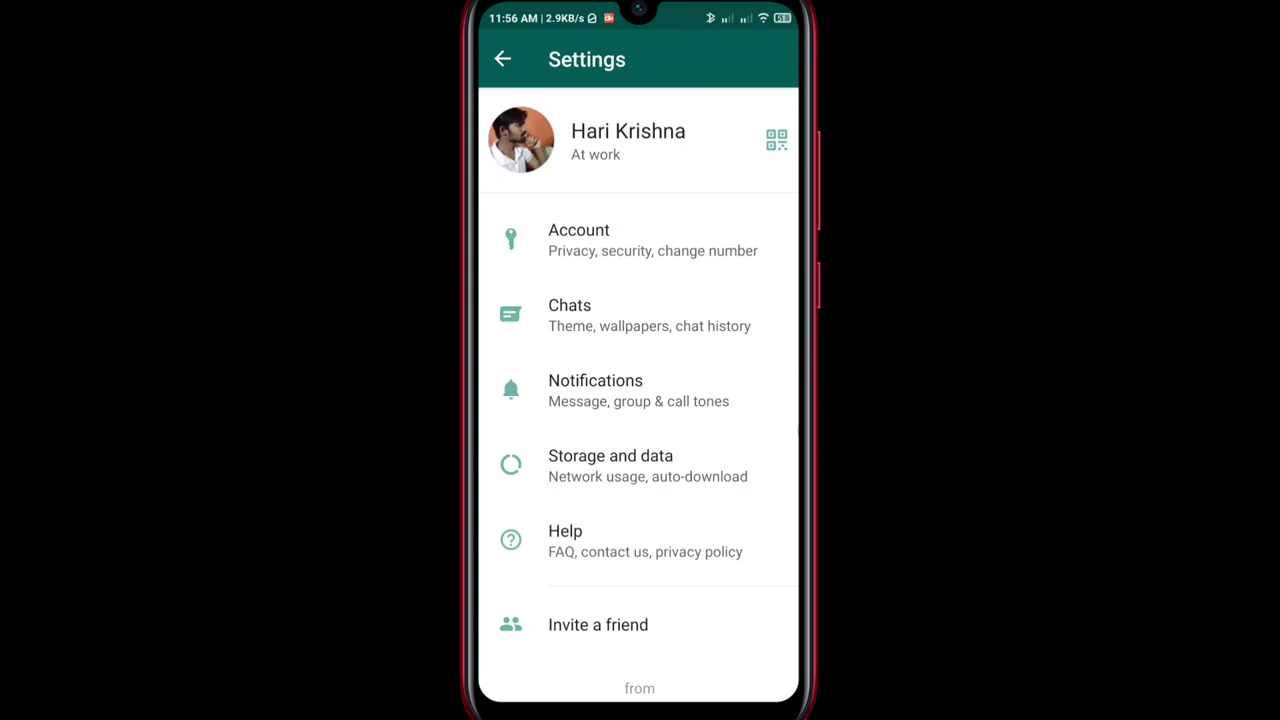 11:56 AM | 2.9KB/s
Settings
Hari Krishna
At work
Account
Privacy, security, change number
Chats
Theme, wallpapers, chat history
Notifications
Message, group & call tones
Storage and data
Network usage, auto-download
Help
FAQ, contact us, privacy policy
Invite a friend
from